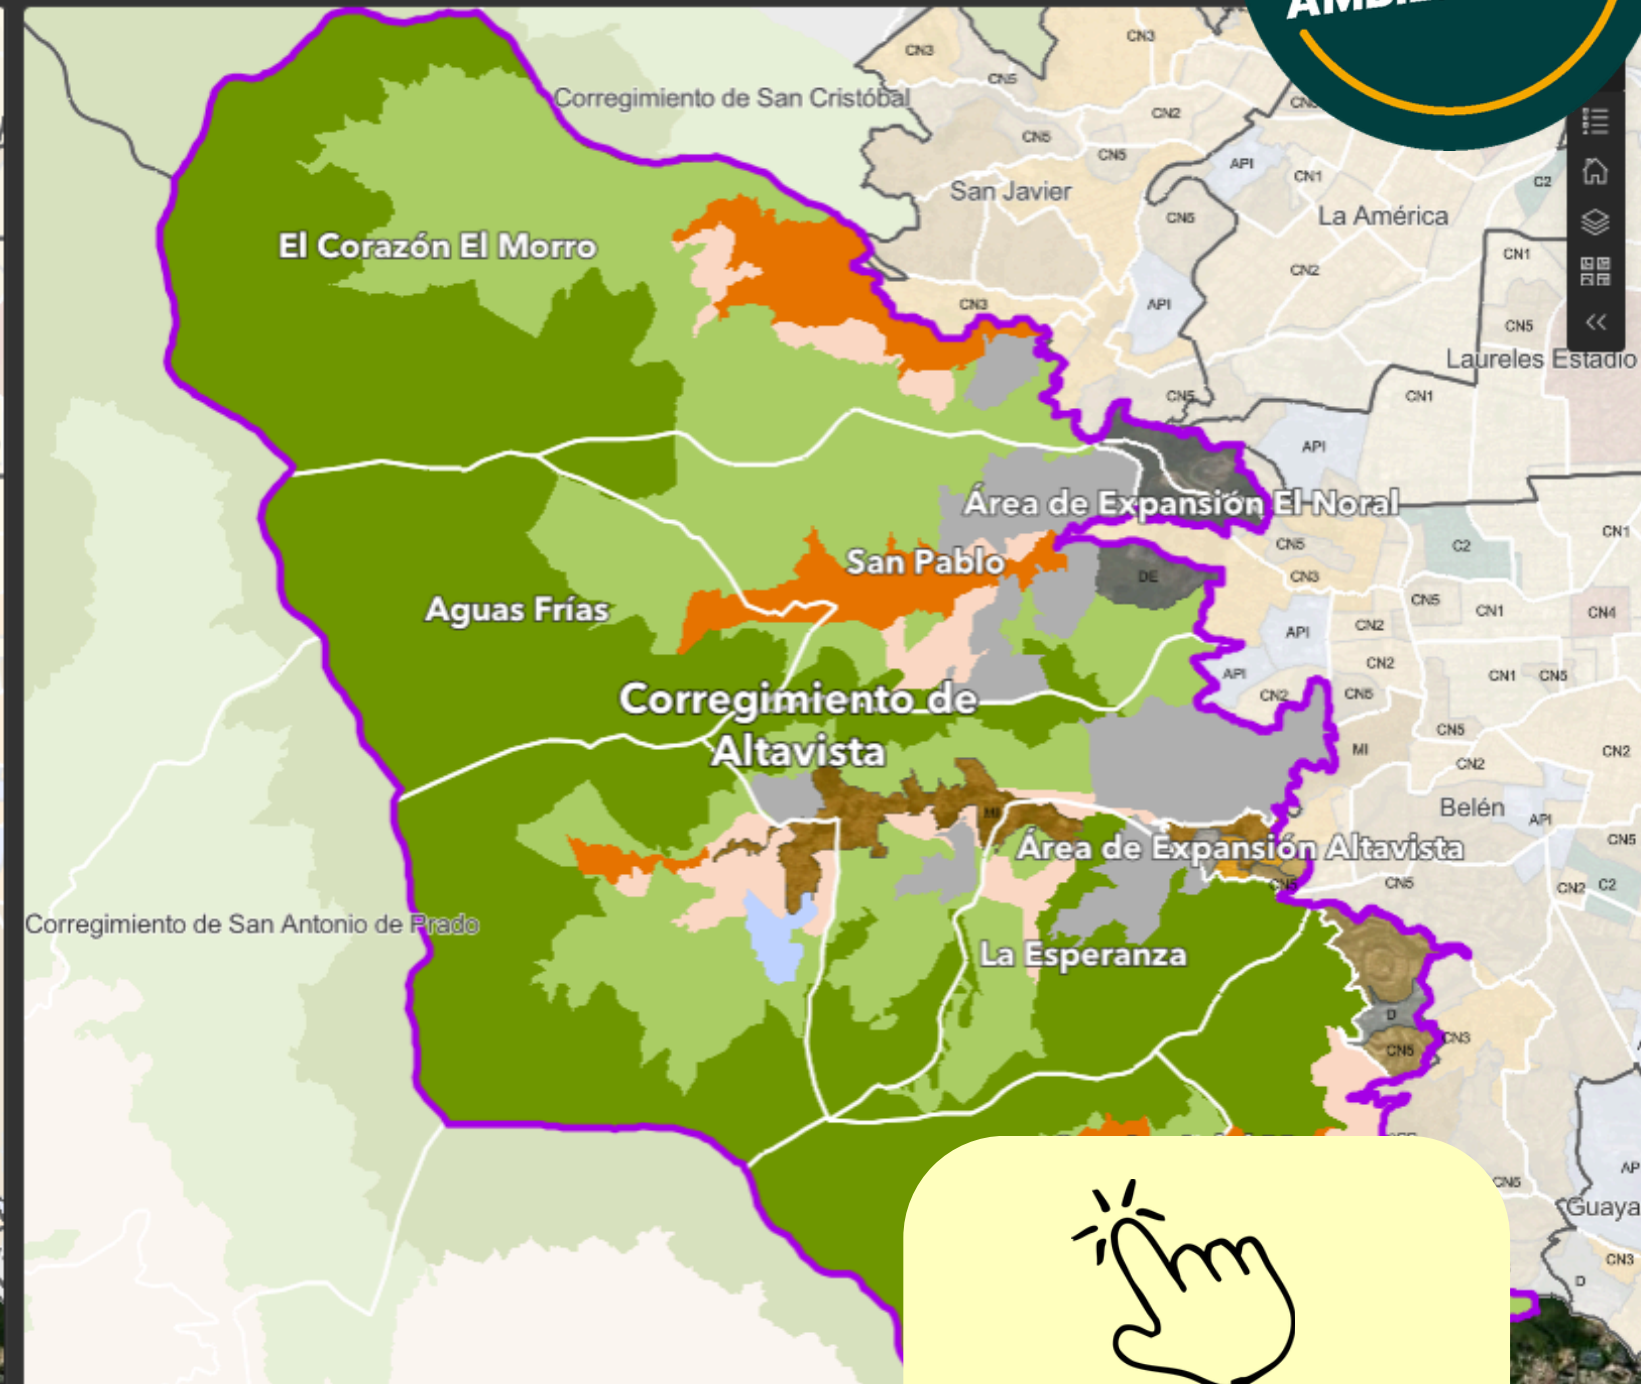 CN3
CN3
CN5
Corregimiento de San Cristóbal
CN2
CN5
CN5
API
CN1
C2
San Javier
La América
CN5
El Corazón El Morro
CN1
CN2
CN3
API
CN5
Laureles Estadio
CN5
CN1
API
Área de Expansión El Noral
CN1
CN5
C2
San Pablo
DE
CN3
CN5
CN1
CN4
Aguas Frías
API
CN2
CN2
API
CN1
CN5
Corregimiento de
Altavista
CN2
CN5
CN5
MI
CN2
CN2
MI
Belén
API
Área de Expansión Altavista
CN5
CN5
CN5
CN2
C2
Corregimiento de San Antonio de Prado
La Esperanza
D
CN5
CN3
AP
CN5
Guaya
CN3
D